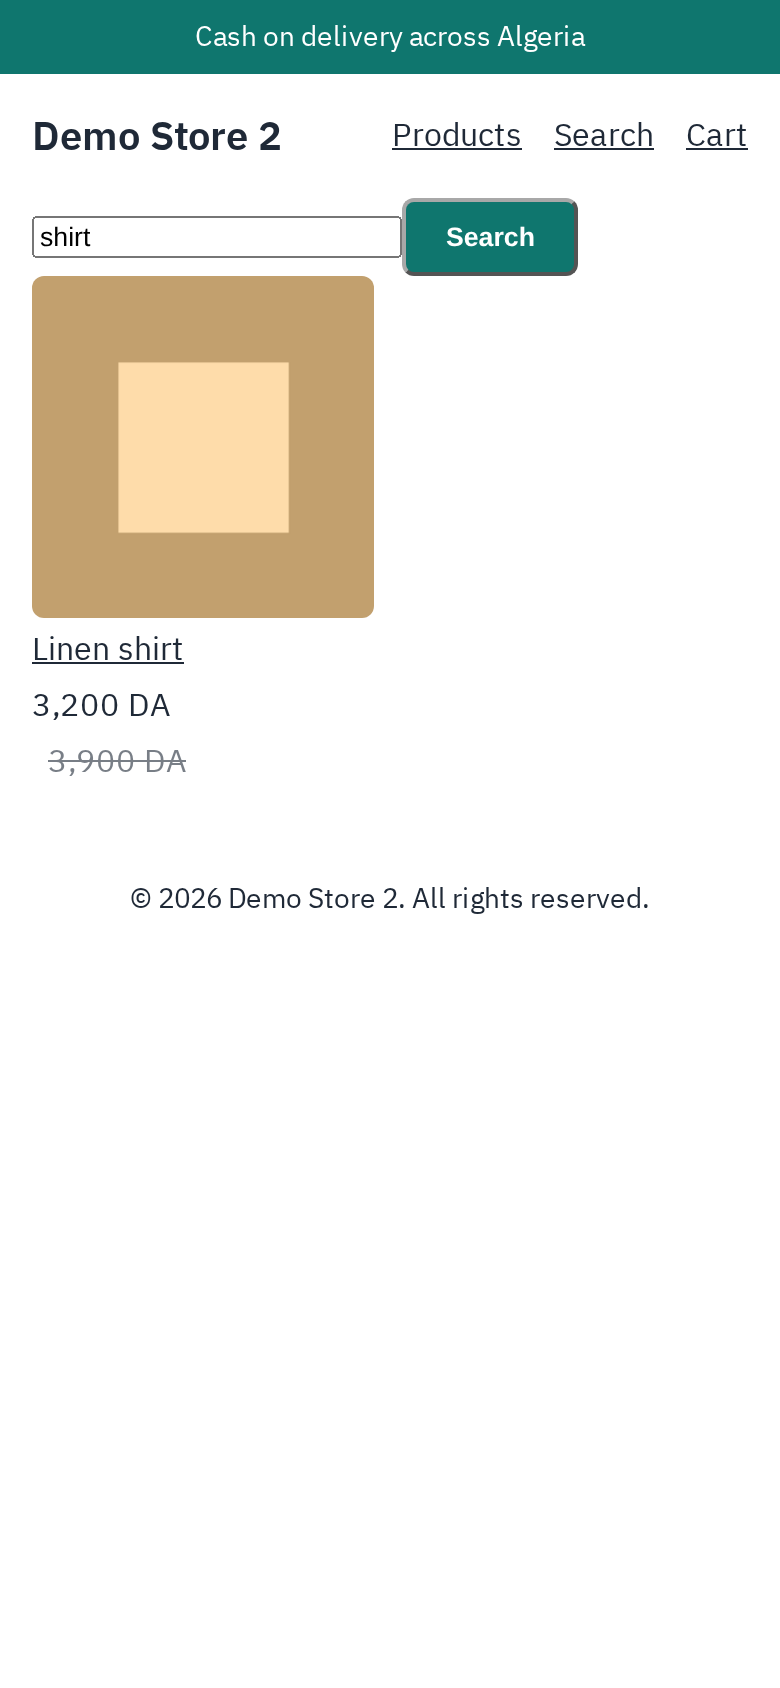 Cash on delivery across Algeria
Demo Store 2 Products Search Cart
shirt Search
Linen shirt
3,200 DA
3,900 DA
© 2026 Demo Store 2. All rights reserved.